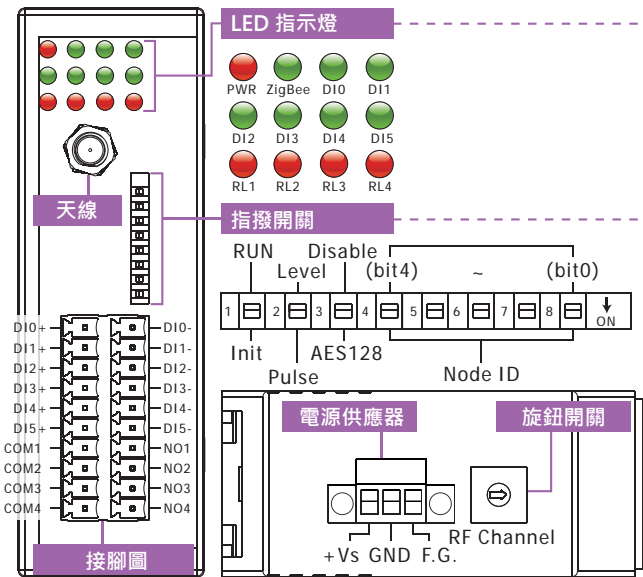 LED 指示燈
PWR ZigBee DI0 DI1
DI2 DI3 DI4 DI5
RL1 RL2 RL3 RL4
天線
指撥開關
RUN Disable
Level (bit4) ~ (bit0)
1 2 3 4 5 6 7 8 ON
Init AES128
Pulse Node ID
DI0+ DI0-
DI1+ DI1-
DI2+ DI2-
DI3+ DI3-
DI4+ DI4-
DI5+ DI5-
COM1 NO1
COM2 NO2
COM3 NO3
COM4 NO4
接腳圖
電源供應器
旋鈕開關
RF Channel
+Vs GND F.G.